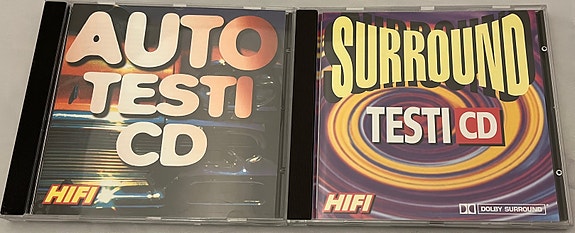 AUTO
TESTI
CD
HIFI
SURROUND
TESTI CD
HIFI
DOLBY SURROUND